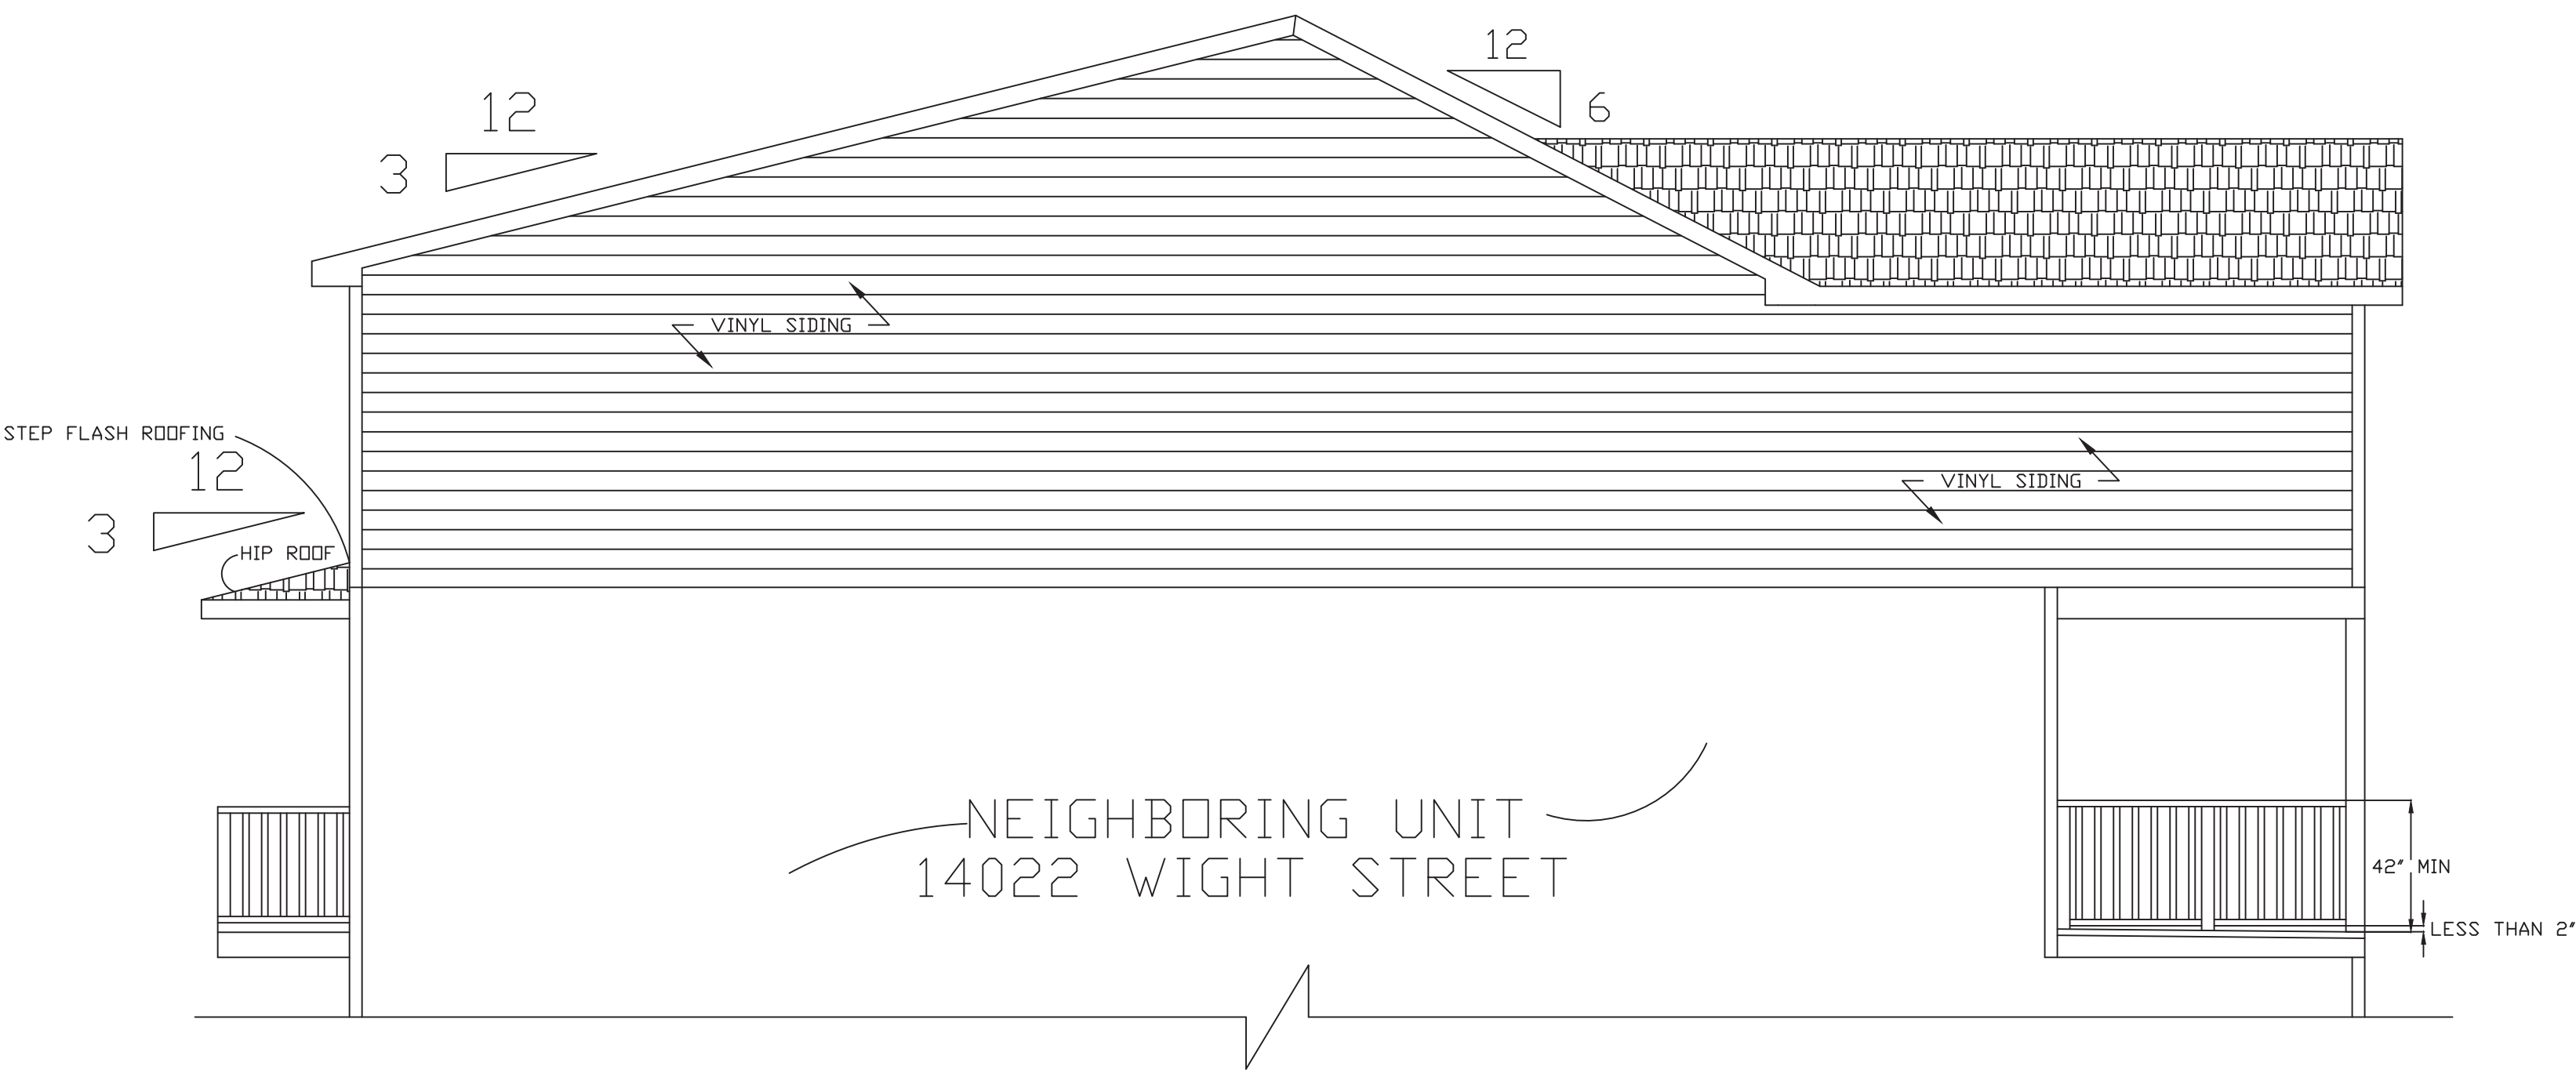 12
6
12
3
VINYL SIDING
STEP FLASH ROOFING
12
3
VINYL SIDING
HIP ROOF
NEIGHBORING UNIT
14022 WIGHT STREET
42" MIN
LESS THAN 2"